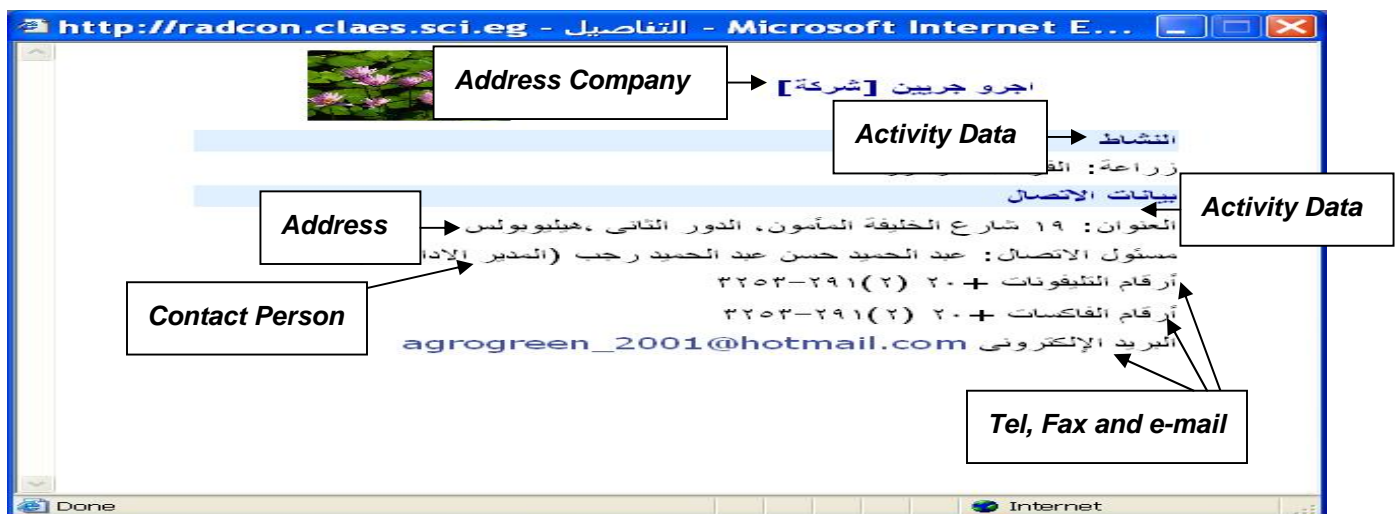 http://radcon.claes.sci.eg - التفاصيل - Microsoft Internet E...
Address Company
اجرو جريين [شركة]
Activity Data
النشاط
زراعة:
بيانات الاتصال
Activity Data
Address
العنوان: ١٩ شارع الخليفة المأمون، الدور الثانى ،هيليوبولس
مسئول الاتصال: عبد الحميد حسن عبد الحميد رجب (المدير
أرقام التليفونات +٢٠ (٢) ٢٩١-٣٢٥٣
Contact Person
أرقام الفاكسات +٢٠ (٢) ٢٩١-٣٢٥٣
البريد الإلكترونى agrogreen_2001@hotmail.com
Tel, Fax and e-mail
Done
Internet